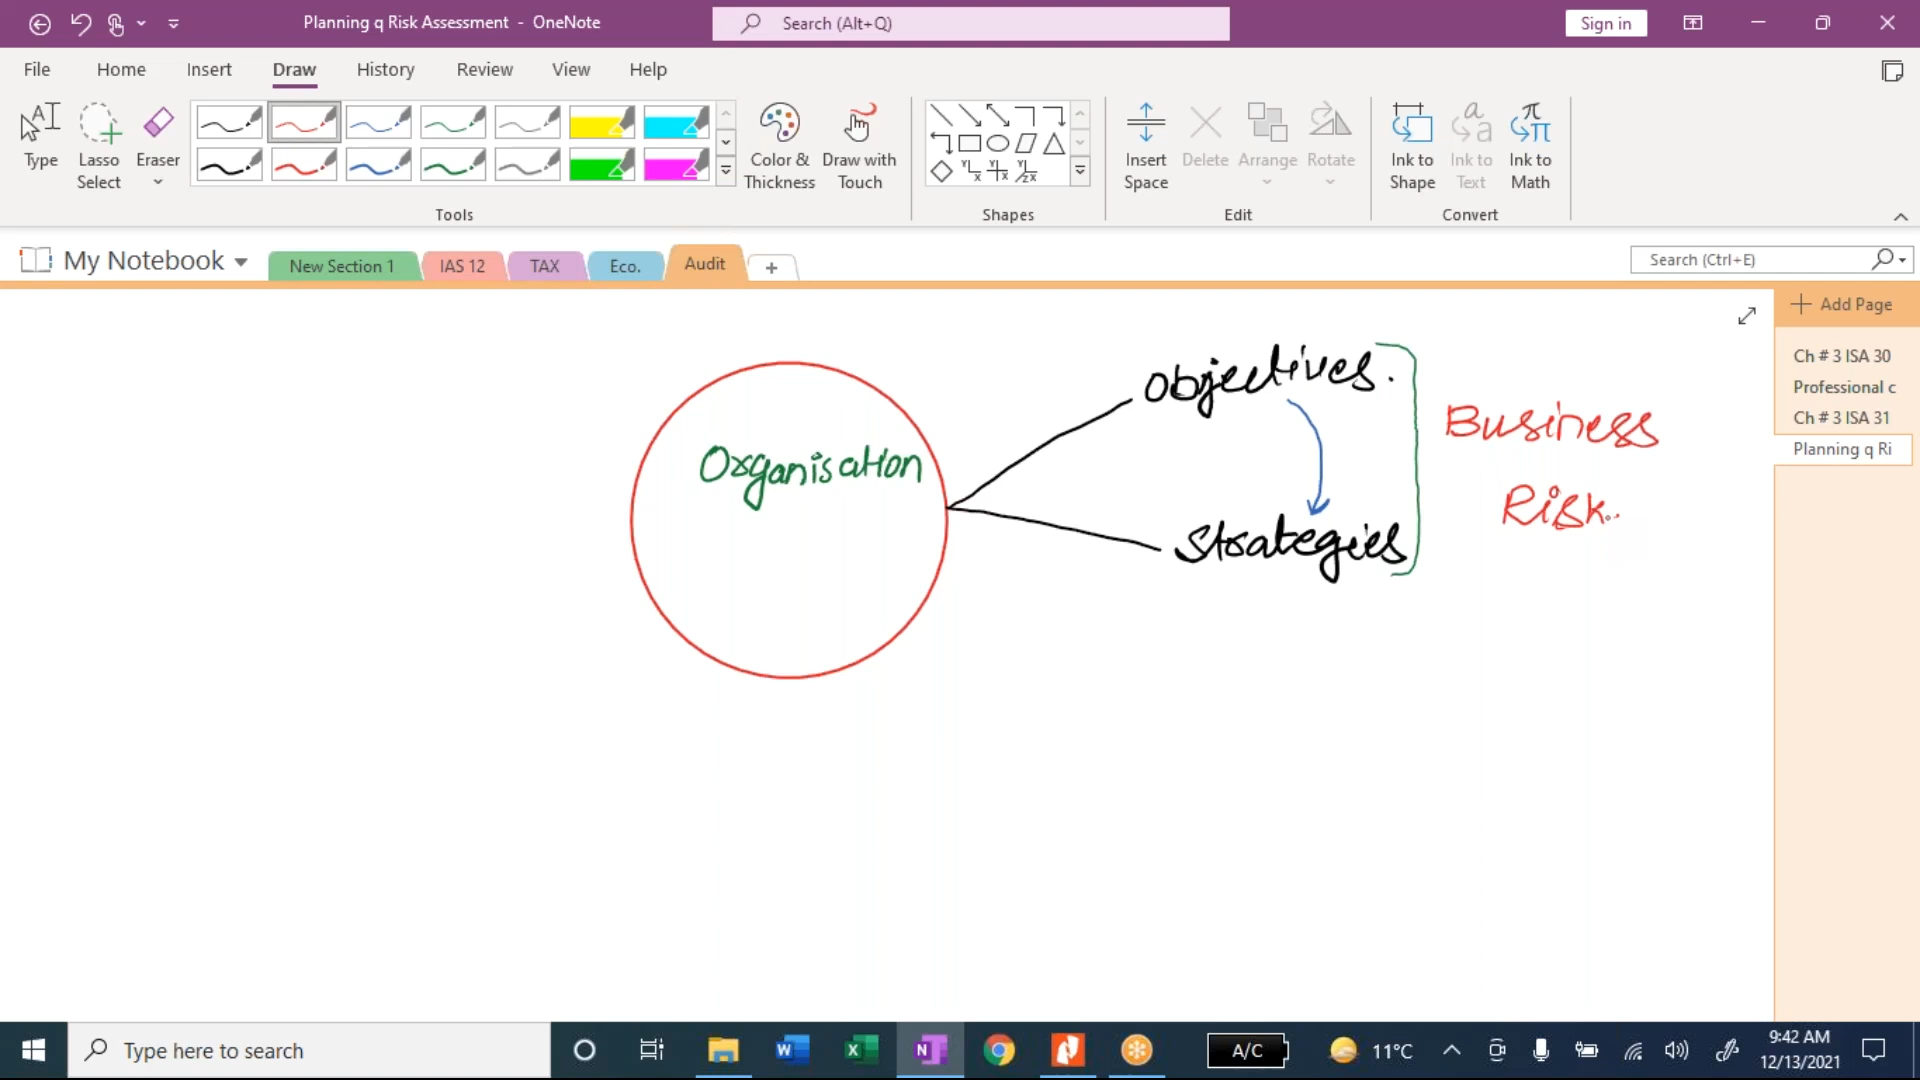 Planning q Risk Assessment - OneNote
Search (Alt+Q)
Sign in
File Home Insert Draw History Review View Help
Type
Lasso Select
Eraser
Color & Thickness
Draw with Touch
Insert Space
Delete
Arrange
Rotate
Ink to Shape
Ink to Text
Ink to Math
Tools
Shapes
Edit
Convert
My Notebook
New Section 1
IAS 12
TAX
Eco.
Audit
Search (Ctrl+E)
Add Page
Ch # 3 ISA 30
Professional c
Ch # 3 ISA 31
Planning q Ri
Objectives.
Business
Organisation
Risk..
Strategies
Type here to search
A/C
11°C
9:42 AM
12/13/2021